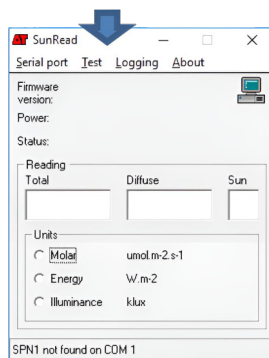 SunRead
Serial port Test Logging About
Firmware
version:
Power:
Status:
Reading
Total Diffuse Sun
Units
Molar umol.m-2.s-1
Energy W.m-2
Illuminance klux
SPN1 not found on COM 1